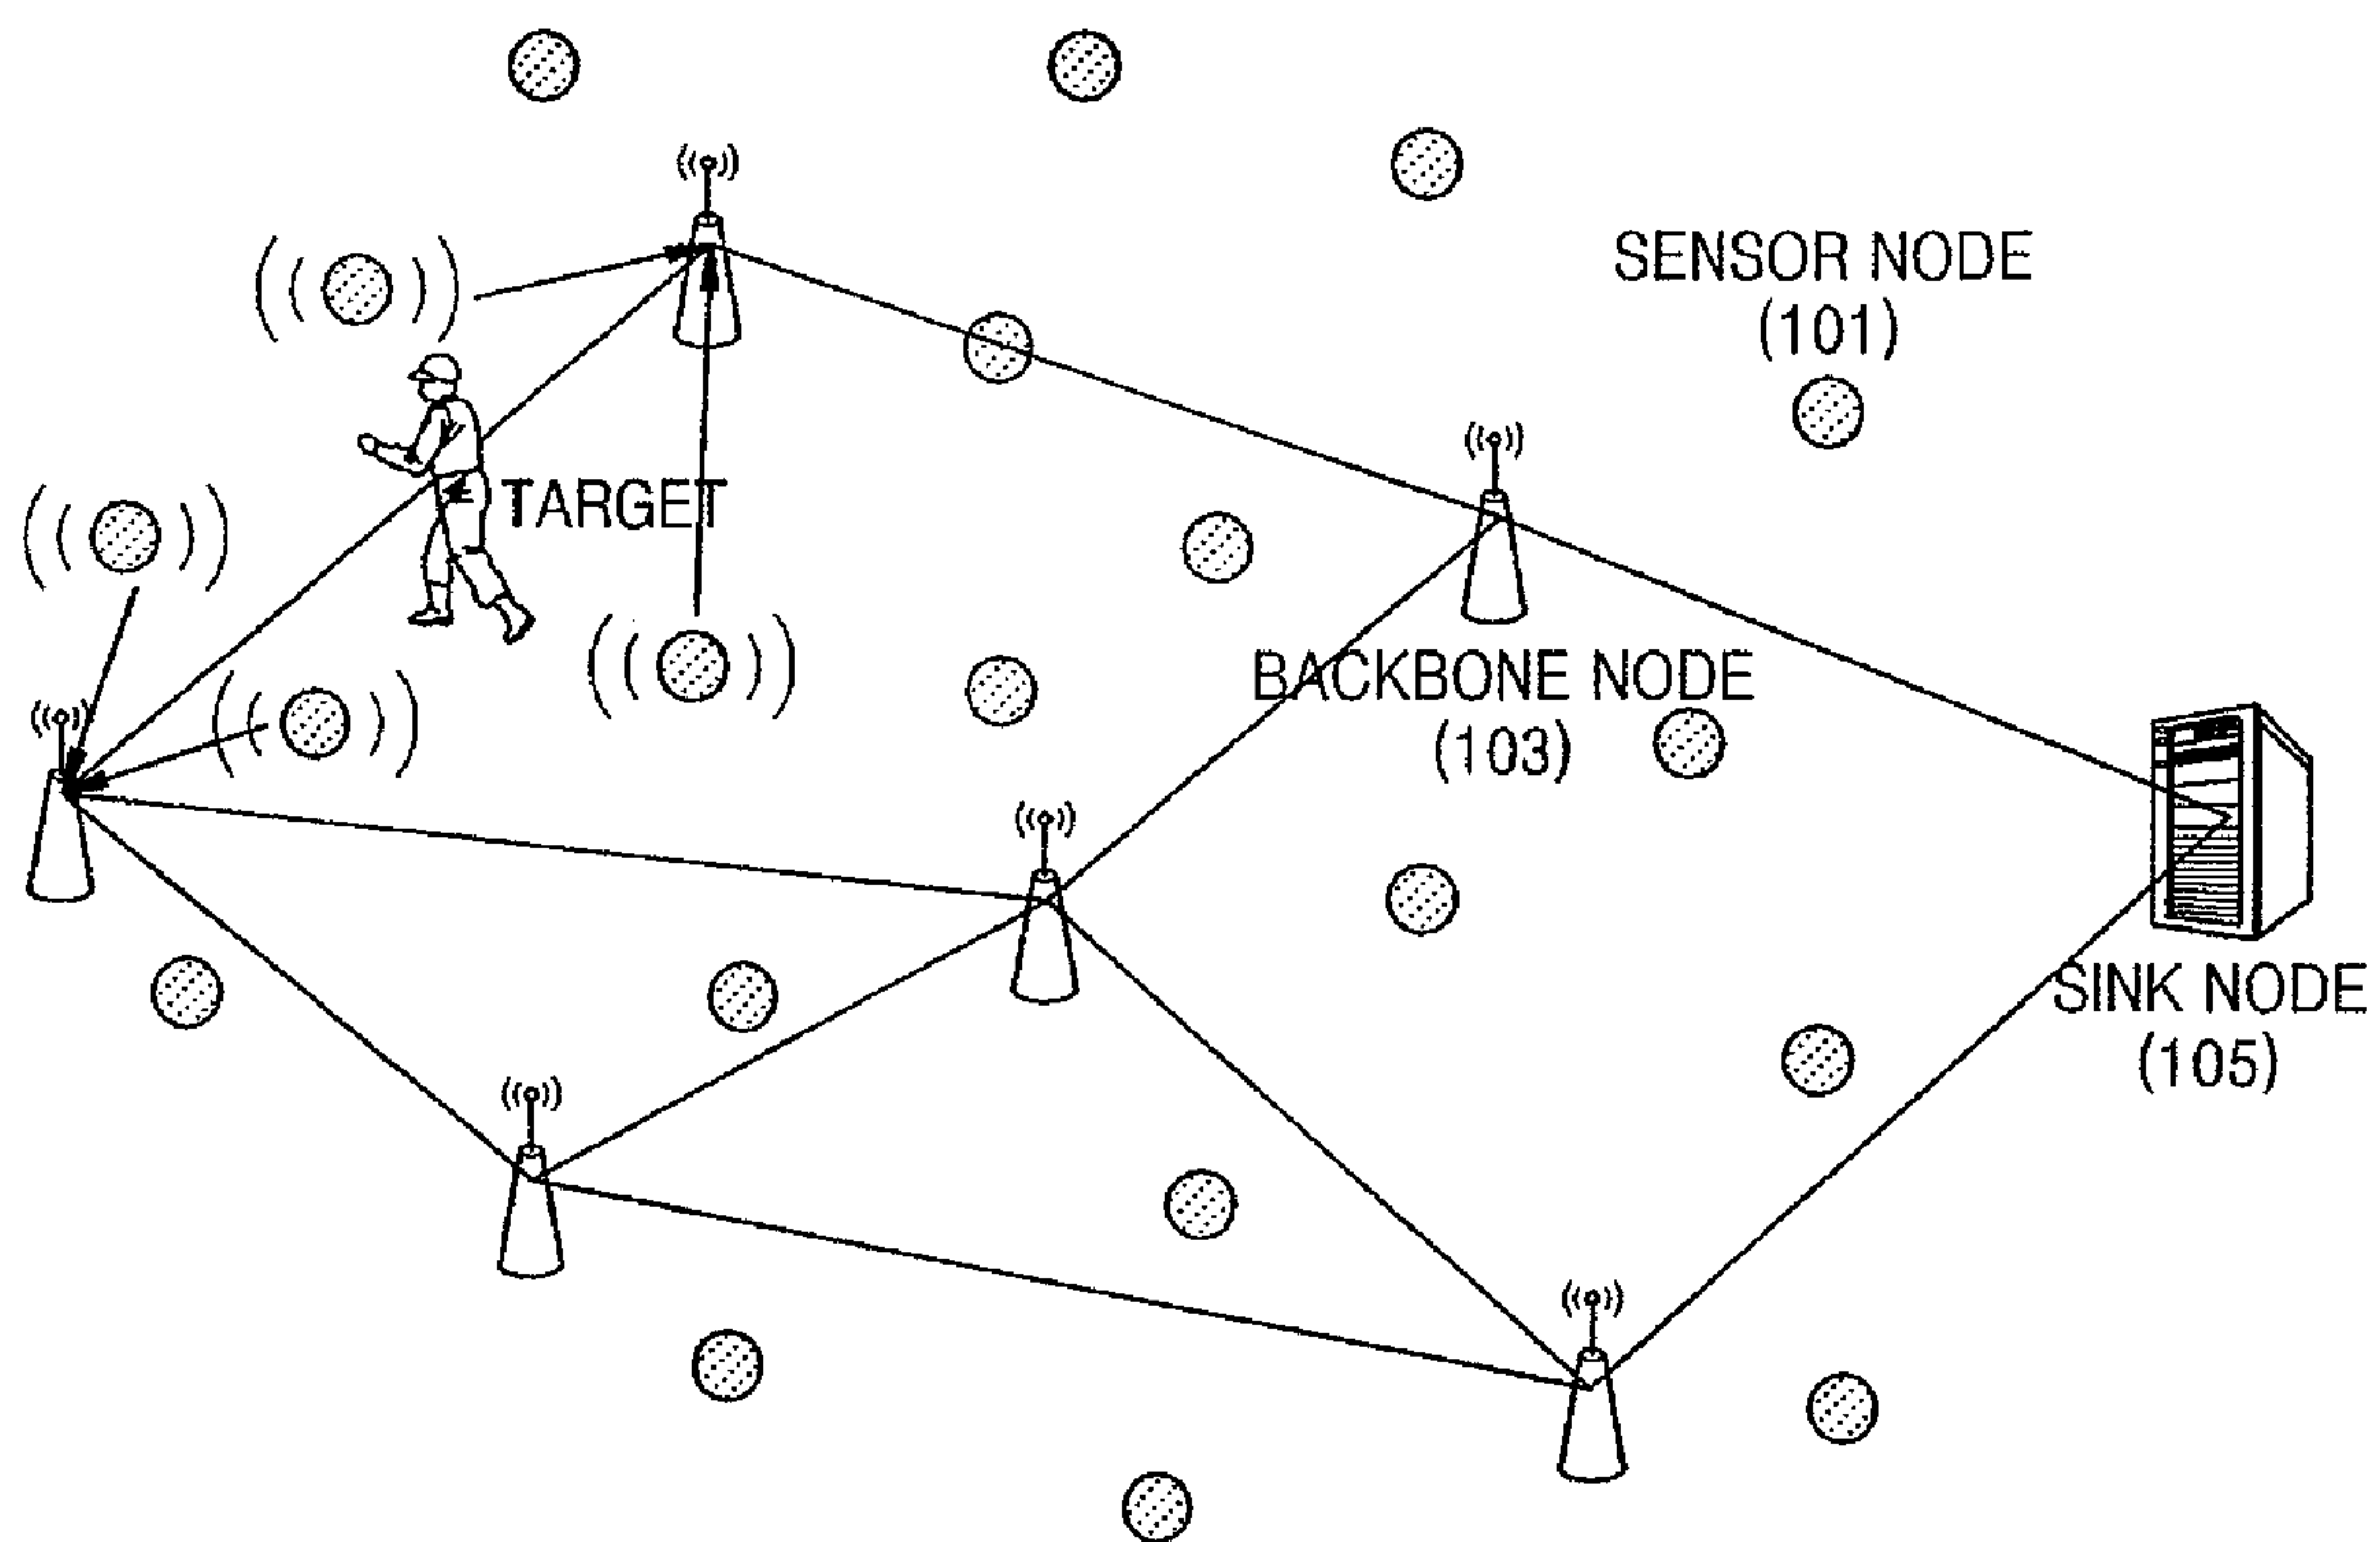 SENSOR NODE
(101)
TARGET
BACKBONE NODE
(103)
SINK NODE
(105)